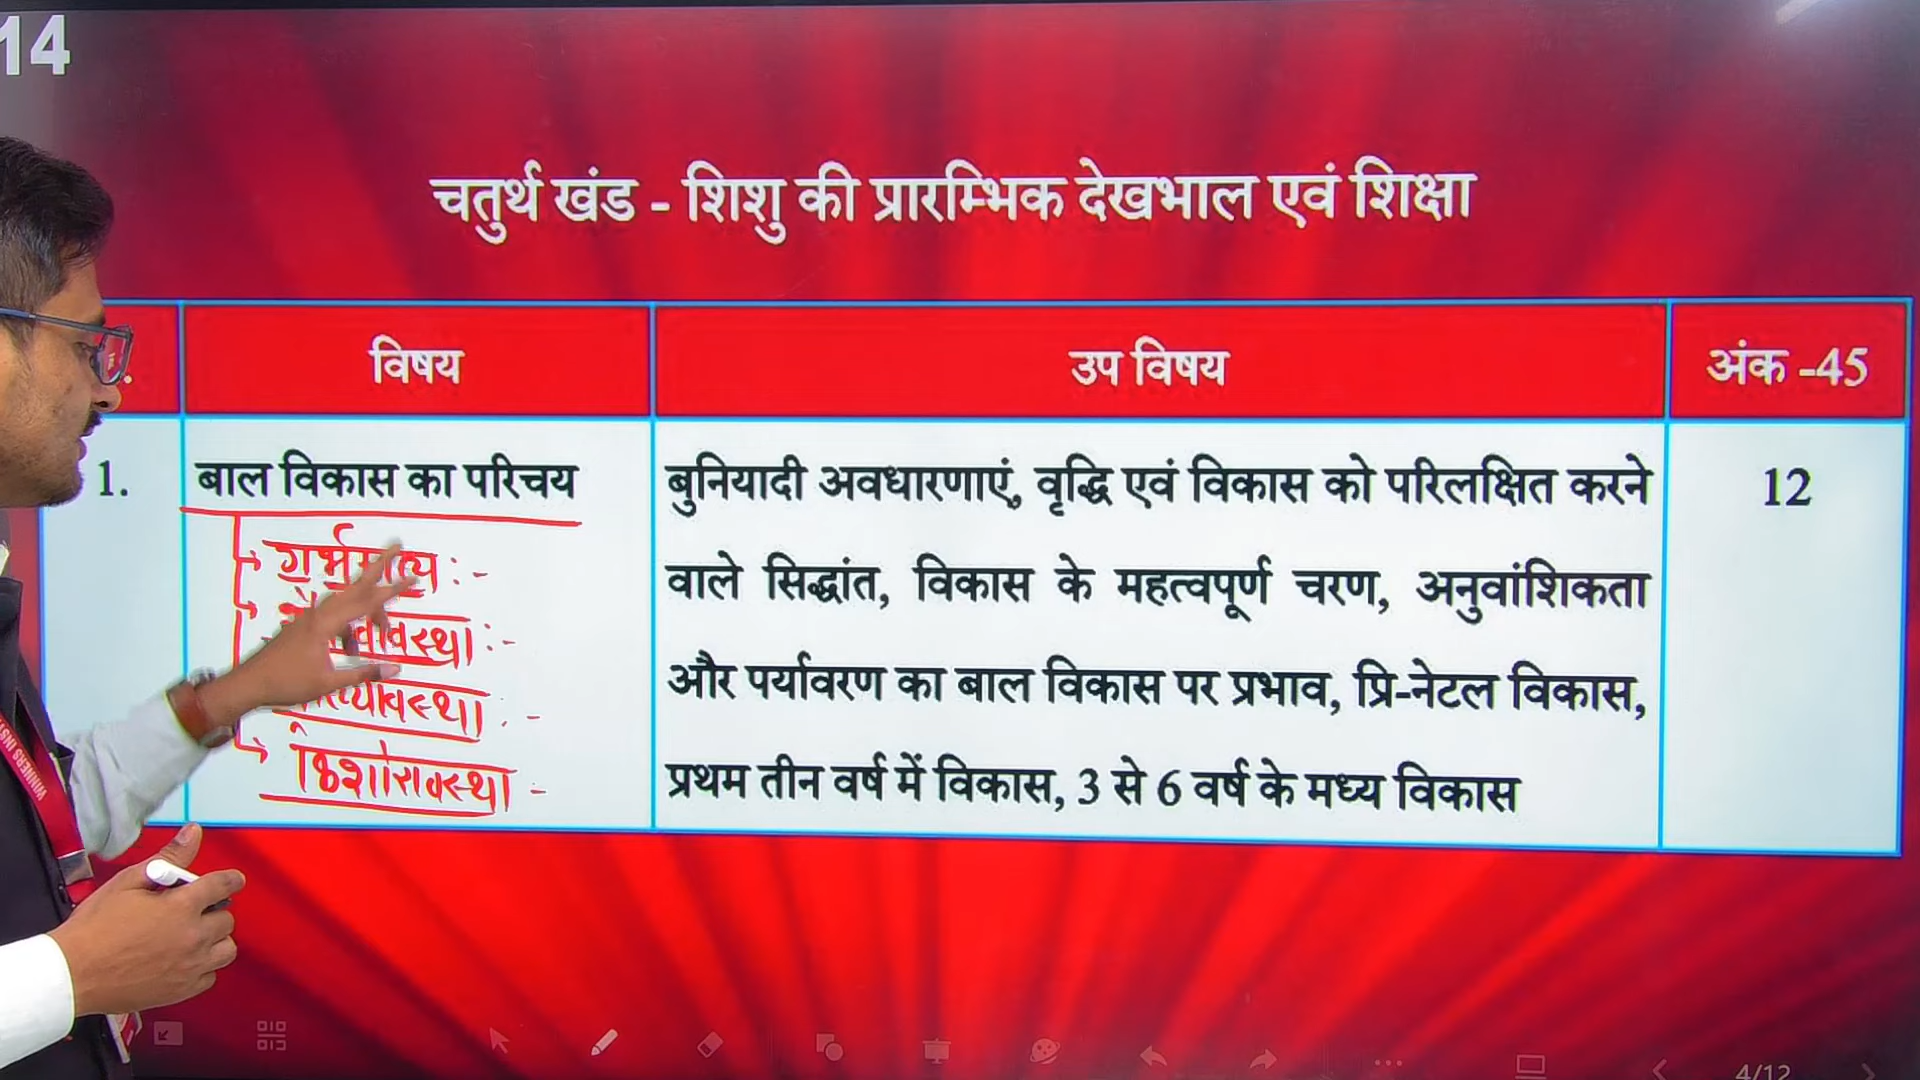 14
चतुर्थ खंड - शिशु की प्रारम्भिक देखभाल एवं शिक्षा
विषय
उप विषय
अंक -45
1.
बाल विकास का परिचय
बुनियादी अवधारणाएं, वृद्धि एवं विकास को परिलक्षित करने
वाले सिद्धांत, विकास के महत्वपूर्ण चरण, अनुवांशिकता
और पर्यावरण का बाल विकास पर प्रभाव, प्रि-नेटल विकास,
प्रथम तीन वर्ष में विकास, 3 से 6 वर्ष के मध्य विकास
12
किशोरावस्था -
WINNERS
4/12